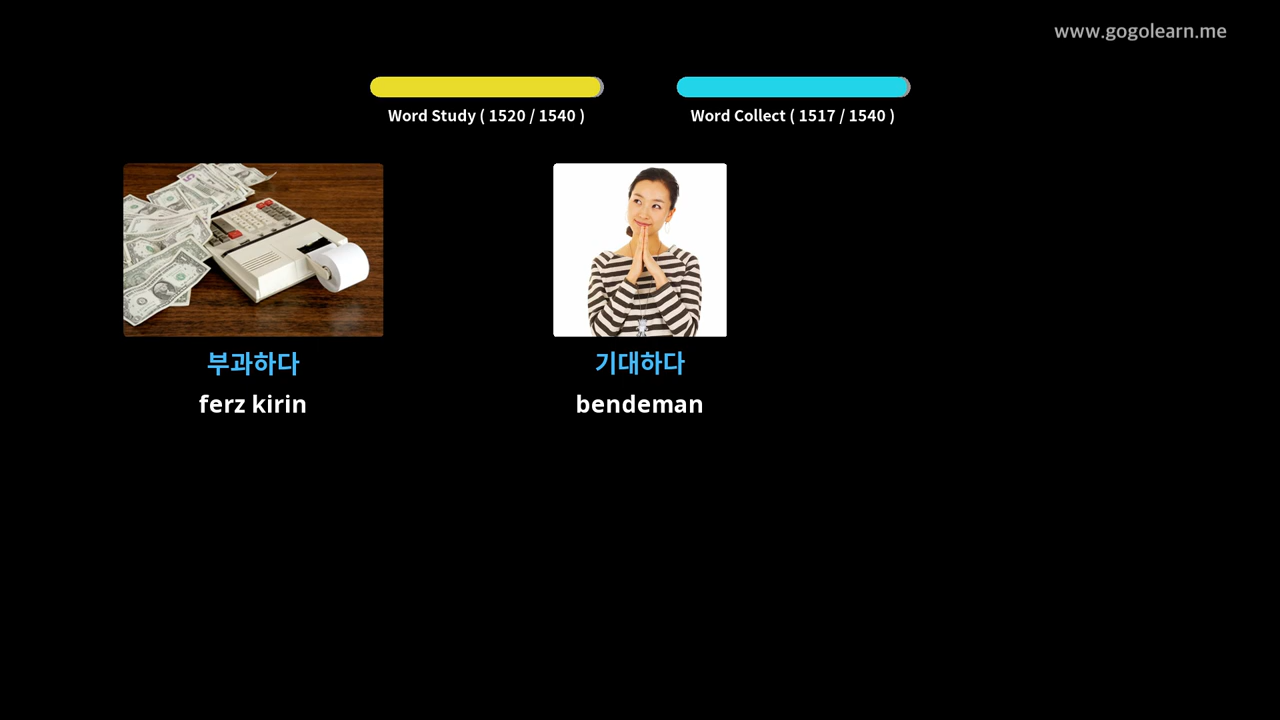 www.gogolearn.me
Word Study ( 1520 / 1540 )
Word Collect ( 1517 / 1540 )
부과하다
기대하다
ferz kirin
bendeman